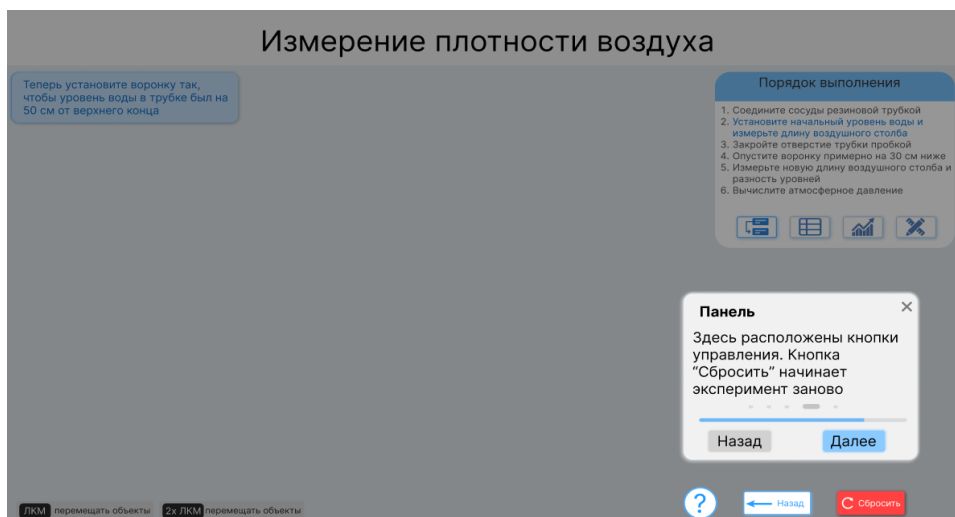 Измерение плотности воздуха
Теперь установите воронку так,
чтобы уровень воды в трубке был на
50 см от верхнего конца
Порядок выполнения
1. Соедините сосуды резиновой трубкой
2. Установите начальный уровень воды и
измерьте длину воздушного столба
3. Закройте отверстие трубки пробкой
4. Опустите воронку примерно на 30 см ниже
5. Измерьте новую длину воздушного столба и
разность уровней
6. Вычислите атмосферное давление
Панель
Здесь расположены кнопки
управления. Кнопка
“Сбросить” начинает
эксперимент заново
Назад Далее
ЛКМ перемещать объекты 2x ЛКМ перемещать объекты
? Назад Сбросить